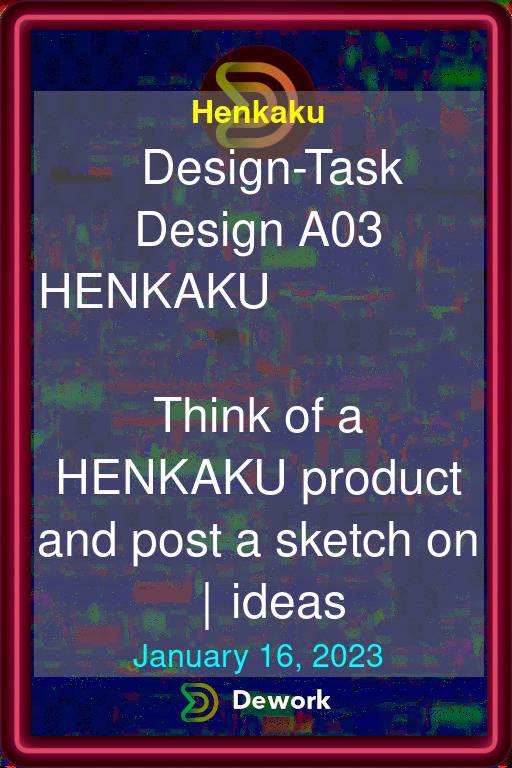 Henkaku
Design-Task
Design A03
HENKAKU
Think of a
HENKAKU product
and post a sketch on
| ideas
January 16, 2023
Dework